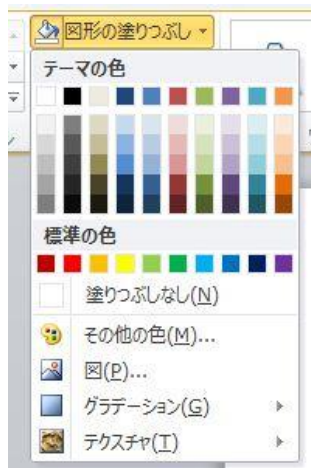 図形の塗りつぶし
テーマの色
標準の色
塗りつぶしなし(N)
その他の色(M)...
図(P)...
グラデーション(G)
テクスチャ(T)